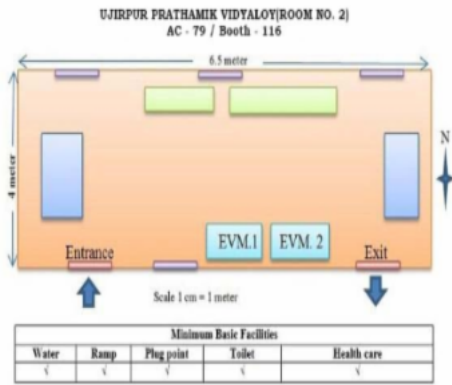 UJIRPUR PRATHAMIK VIDYALOY(ROOM NO. 2)
AC - 79 / Booth - 116
6.5 meter
4 meter
N
EVM.1 EVM. 2
Entrance Exit
Scale 1 cm = 1 meter
Minimum Basic Facilities
Water Ramp Plug point Toilet Health care
√ √ √ √ √